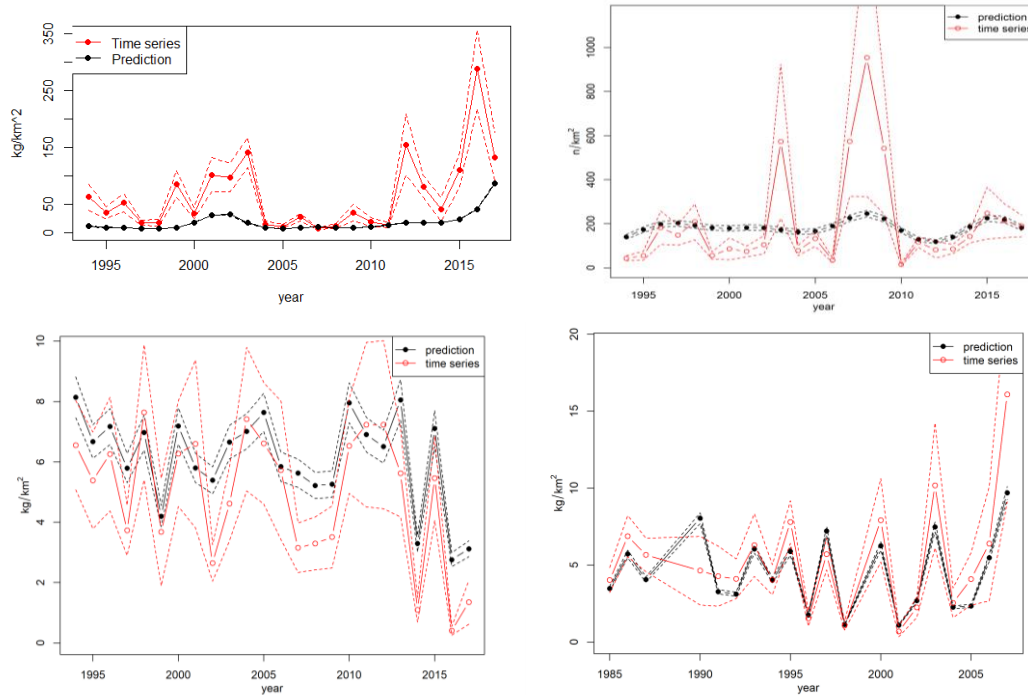 350
250
150
50
0
kg/km^2
Time series
Prediction
1995 2000 2005 2010 2015
year
1000
800
600
400
200
0
n/km²
prediction
time series
1995 2000 2005 2010 2015
year
10
8
6
4
2
0
kg/km²
prediction
time series
1995 2000 2005 2010 2015
year
20
15
10
5
0
kg/km²
prediction
time series
1985 1990 1995 2000 2005
year